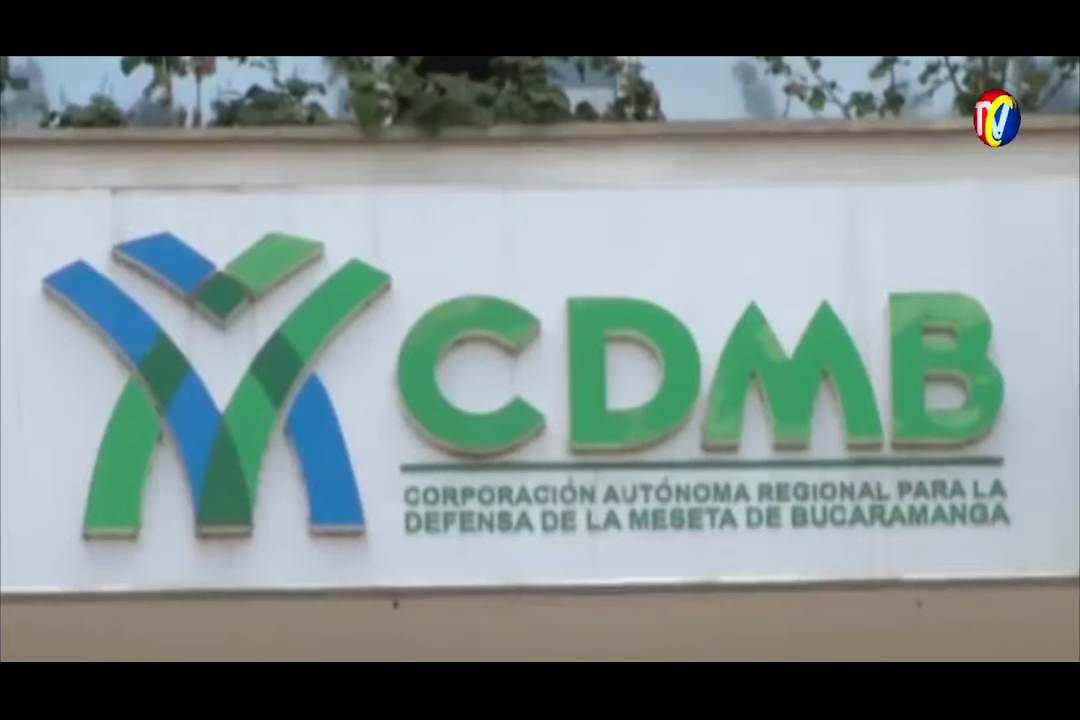 CDMB
CORPORACIÓN AUTÓNOMA REGIONAL PARA LA
DEFENSA DE LA MESETA DE BUCARAMANGA